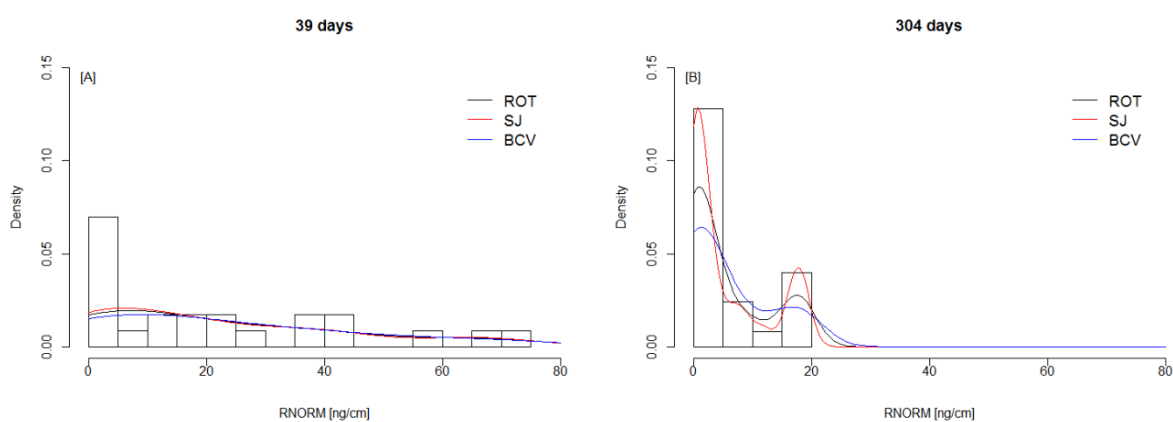 39 days
[A]
ROT
SJ
BCV
0.15
0.10
0.05
0.00
Density
0 20 40 60 80
RNORM [ng/cm]
304 days
[B]
ROT
SJ
BCV
0.15
0.10
0.05
0.00
Density
0 20 40 60 80
RNORM [ng/cm]